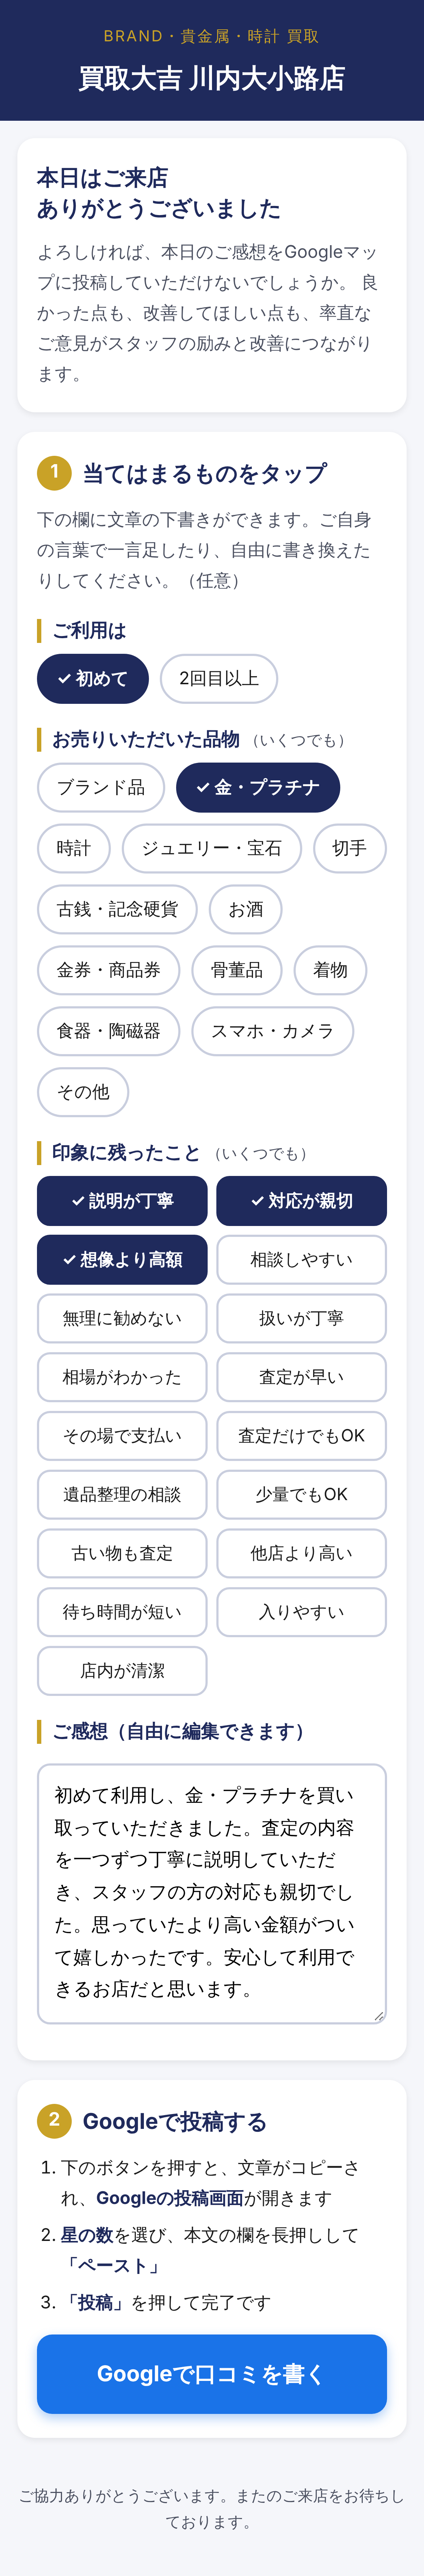 BRAND・貴金属・時計 買取
買取大吉 川内大小路店
本日はご来店
ありがとうございました
よろしければ、本日のご感想をGoogleマッ
プに投稿していただけないでしょうか。 良
かった点も、改善してほしい点も、率直な
ご意見がスタッフの励みと改善につながり
ます。
1 当てはまるものをタップ
下の欄に文章の下書きができます。ご自身
の言葉で一言足したり、自由に書き換えた
りしてください。（任意）
ご利用は
✓ 初めて 2回目以上
お売りいただいた品物 （いくつでも）
ブランド品 ✓ 金・プラチナ
時計 ジュエリー・宝石 切手
古銭・記念硬貨 お酒
金券・商品券 骨董品 着物
食器・陶磁器 スマホ・カメラ
その他
印象に残ったこと （いくつでも）
✓ 説明が丁寧 ✓ 対応が親切
✓ 想像より高額 相談しやすい
無理に勧めない 扱いが丁寧
相場がわかった 査定が早い
その場で支払い 査定だけでもOK
遺品整理の相談 少量でもOK
古い物も査定 他店より高い
待ち時間が短い 入りやすい
店内が清潔
ご感想（自由に編集できます）
初めて利用し、金・プラチナを買い
取っていただきました。査定の内容
を一つずつ丁寧に説明していただ
き、スタッフの方の対応も親切でし
た。思っていたより高い金額がつい
て嬉しかったです。安心して利用で
きるお店だと思います。
2 Googleで投稿する
1. 下のボタンを押すと、文章がコピーさ
れ、Googleの投稿画面が開きます
2. 星の数を選び、本文の欄を長押しして
「ペースト」
3. 「投稿」を押して完了です
Googleで口コミを書く
ご協力ありがとうございます。またのご来店をお待ちし
ております。